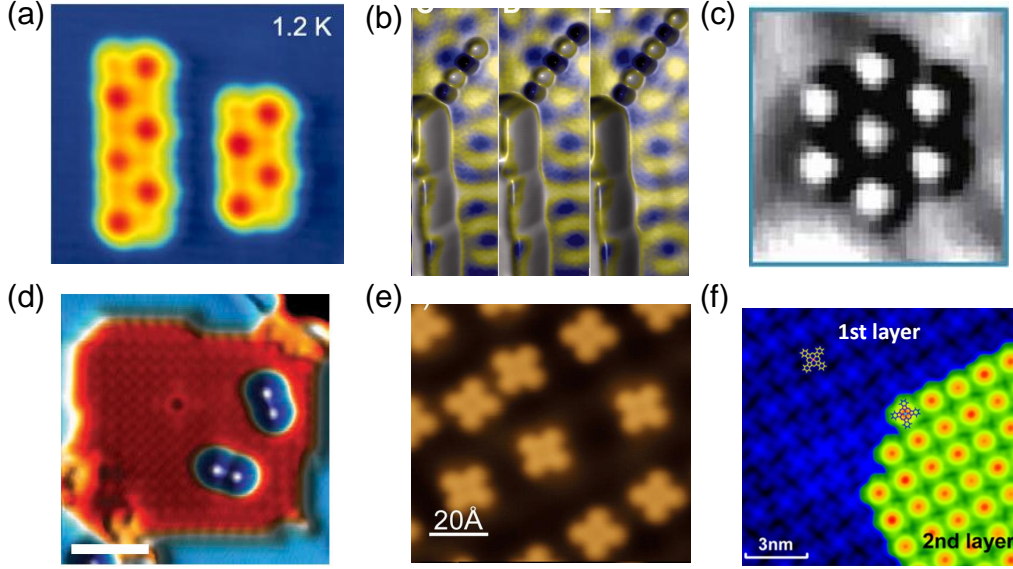 (a)
1.2 K
(b)
D
E
(c)
(d)
(e)
20Å
(f)
1st layer
2nd layer
3nm